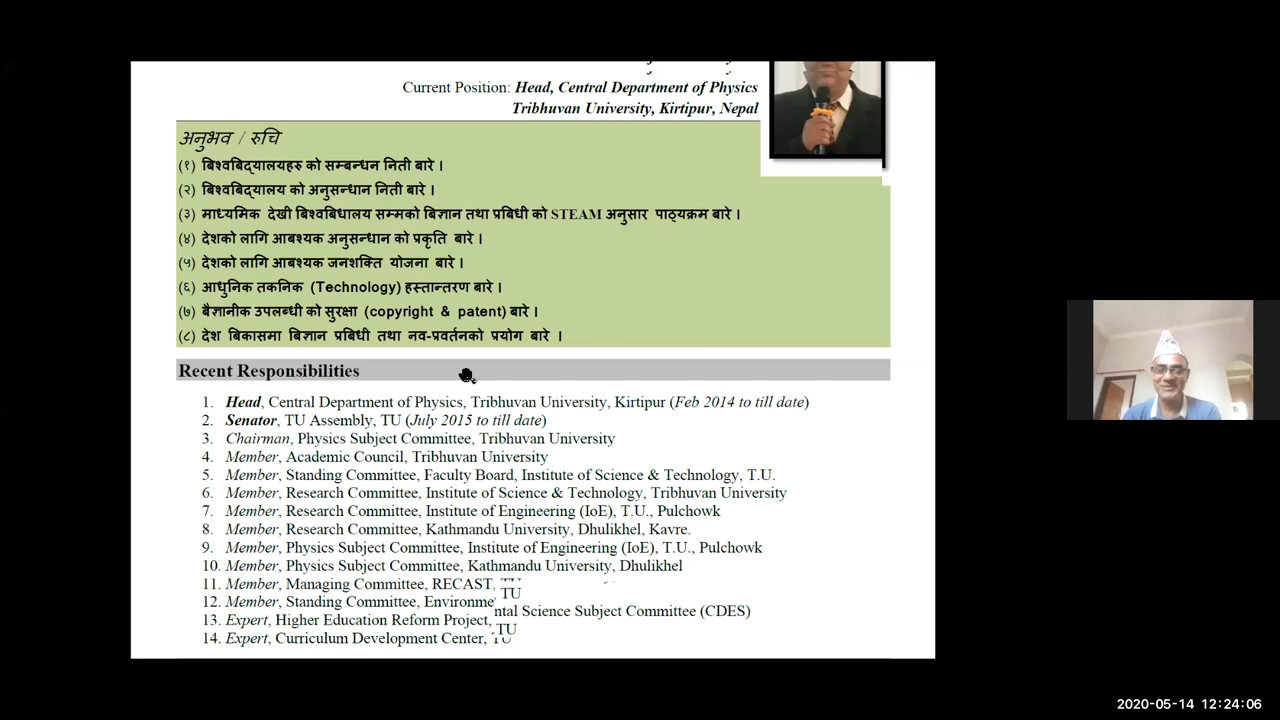 Current Position: Head, Central Department of Physics
Tribhuvan University, Kirtipur, Nepal
अनुभव / रुचि
(१) बिश्वबिद्यालयहरु को सम्बन्धन निती बारे ।
(२) बिश्वबिद्यालय को अनुसन्धान निती बारे ।
(३) माध्यमिक देखी बिश्वबिधालय सम्मको बिज्ञान तथा प्रबिधी को STEAM अनुसार पाठ्यक्रम बारे ।
(४) देशको लागि आबश्यक अनुसन्धान को प्रकृति बारे ।
(५) देशको लागि आबश्यक जनशक्ति योजना बारे ।
(६) आधुनिक तकनिक (Technology) हस्तान्तरण बारे ।
(७) बैज्ञानीक उपलब्धी को सुरक्षा (copyright & patent) बारे ।
(८) देश बिकासमा बिज्ञान प्रबिधी तथा नव-प्रवर्तनको प्रयोग बारे ।
Recent Responsibilities
1. Head, Central Department of Physics, Tribhuvan University, Kirtipur (Feb 2014 to till date)
2. Senator, TU Assembly, TU (July 2015 to till date)
3. Chairman, Physics Subject Committee, Tribhuvan University
4. Member, Academic Council, Tribhuvan University
5. Member, Standing Committee, Faculty Board, Institute of Science & Technology, T.U.
6. Member, Research Committee, Institute of Science & Technology, Tribhuvan University
7. Member, Research Committee, Institute of Engineering (IoE), T.U., Pulchowk
8. Member, Research Committee, Kathmandu University, Dhulikhel, Kavre.
9. Member, Physics Subject Committee, Institute of Engineering (IoE), T.U., Pulchowk
10. Member, Physics Subject Committee, Kathmandu University, Dhulikhel
11. Member, Managing Committee, RECAST, TU
12. Member, Standing Committee, Environmental Science Subject Committee (CDES)
13. Expert, Higher Education Reform Project, TU
14. Expert, Curriculum Development Center, TU
2020-05-14 12:24:06